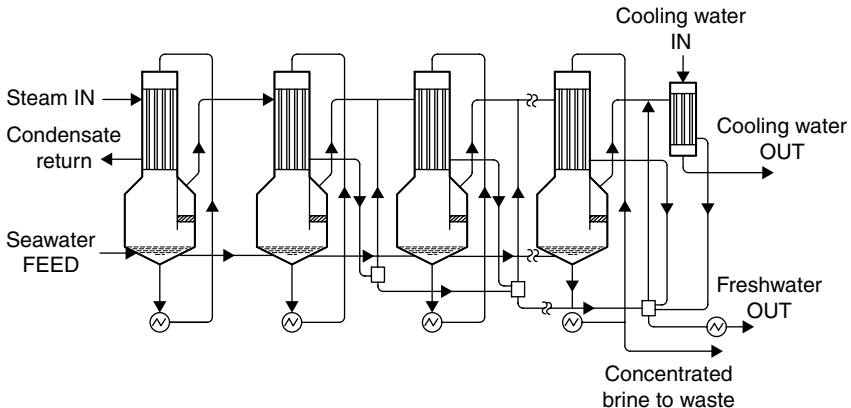 Cooling water
IN
Steam IN
Condensate
return
Cooling water
OUT
Seawater
FEED
Freshwater
OUT
Concentrated
brine to waste